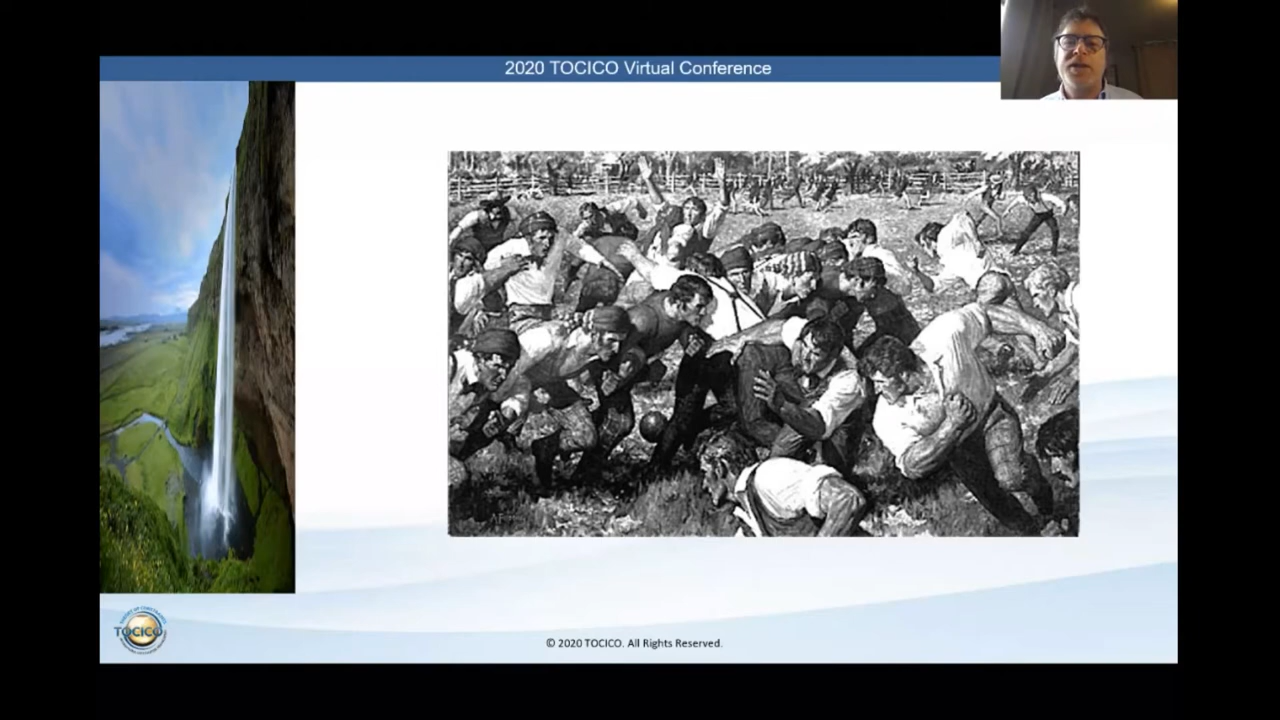 2020 TOCICO Virtual Conference
TOCICO
© 2020 TOCICO. All Rights Reserved.